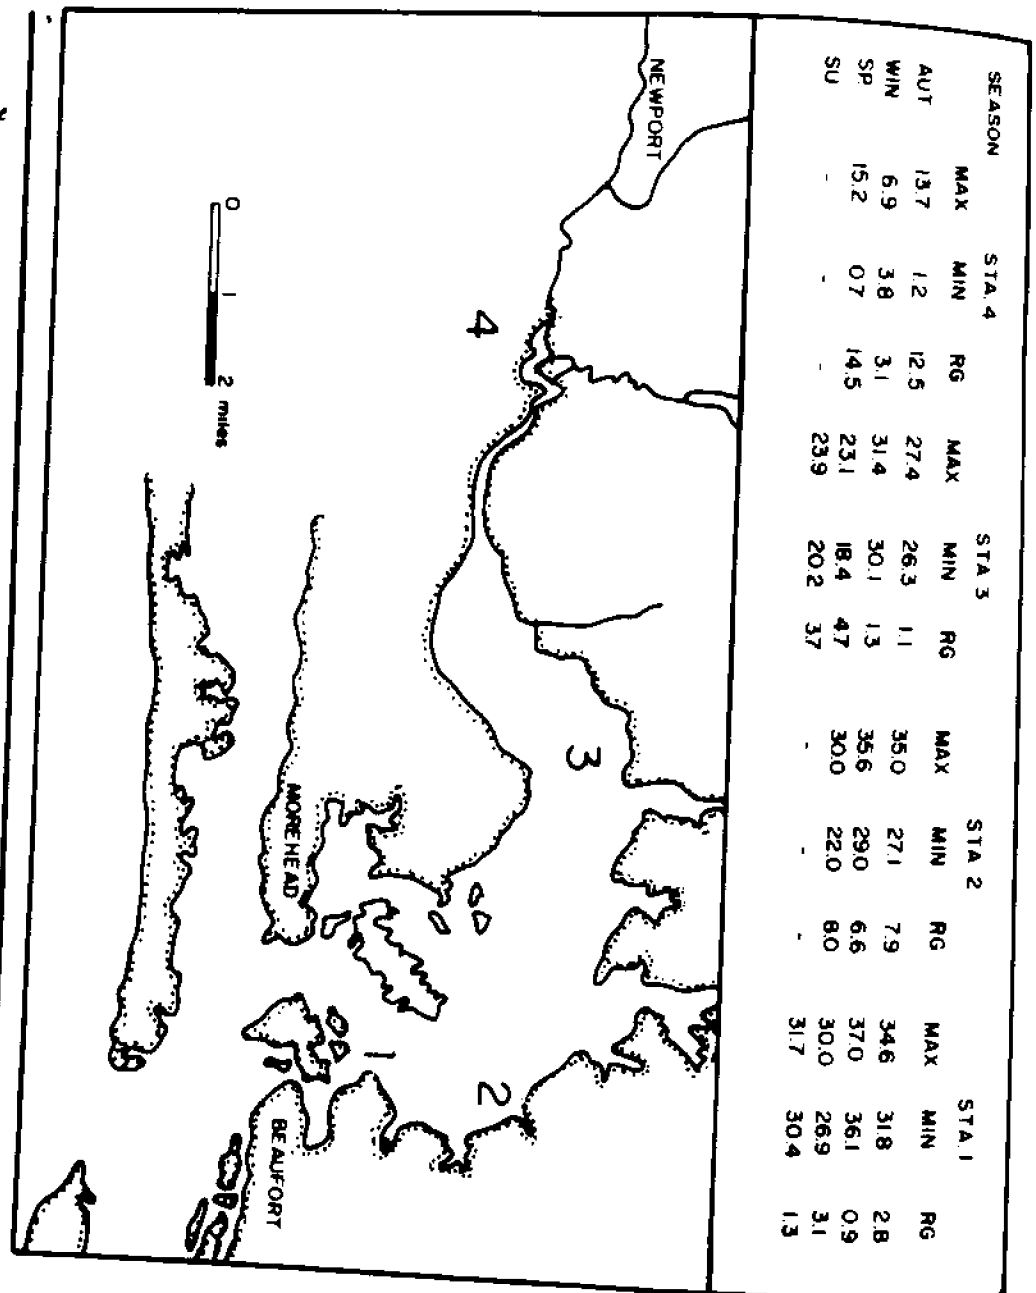 STA. 4 STA 3 STA 2 STA. 1
SEASON MAX MIN RG MAX MIN RG MAX MIN RG MAX MIN RG
AUT 13.7 1.2 12.5 27.4 26.3 1.1 35.0 27.1 7.9 34.6 31.8 2.8
WIN 6.9 3.8 3.1 31.4 30.1 1.3 35.6 29.0 6.6 37.0 36.1 0.9
SP. 15.2 0.7 14.5 23.1 18.4 4.7 30.0 22.0 8.0 30.0 26.9 3.1
SU - - - 23.9 20.2 3.7 - - - 31.7 30.4 1.3
NEWPORT
3
4
2
1
MOREHEAD
BEAUFORT
0 1 2 miles